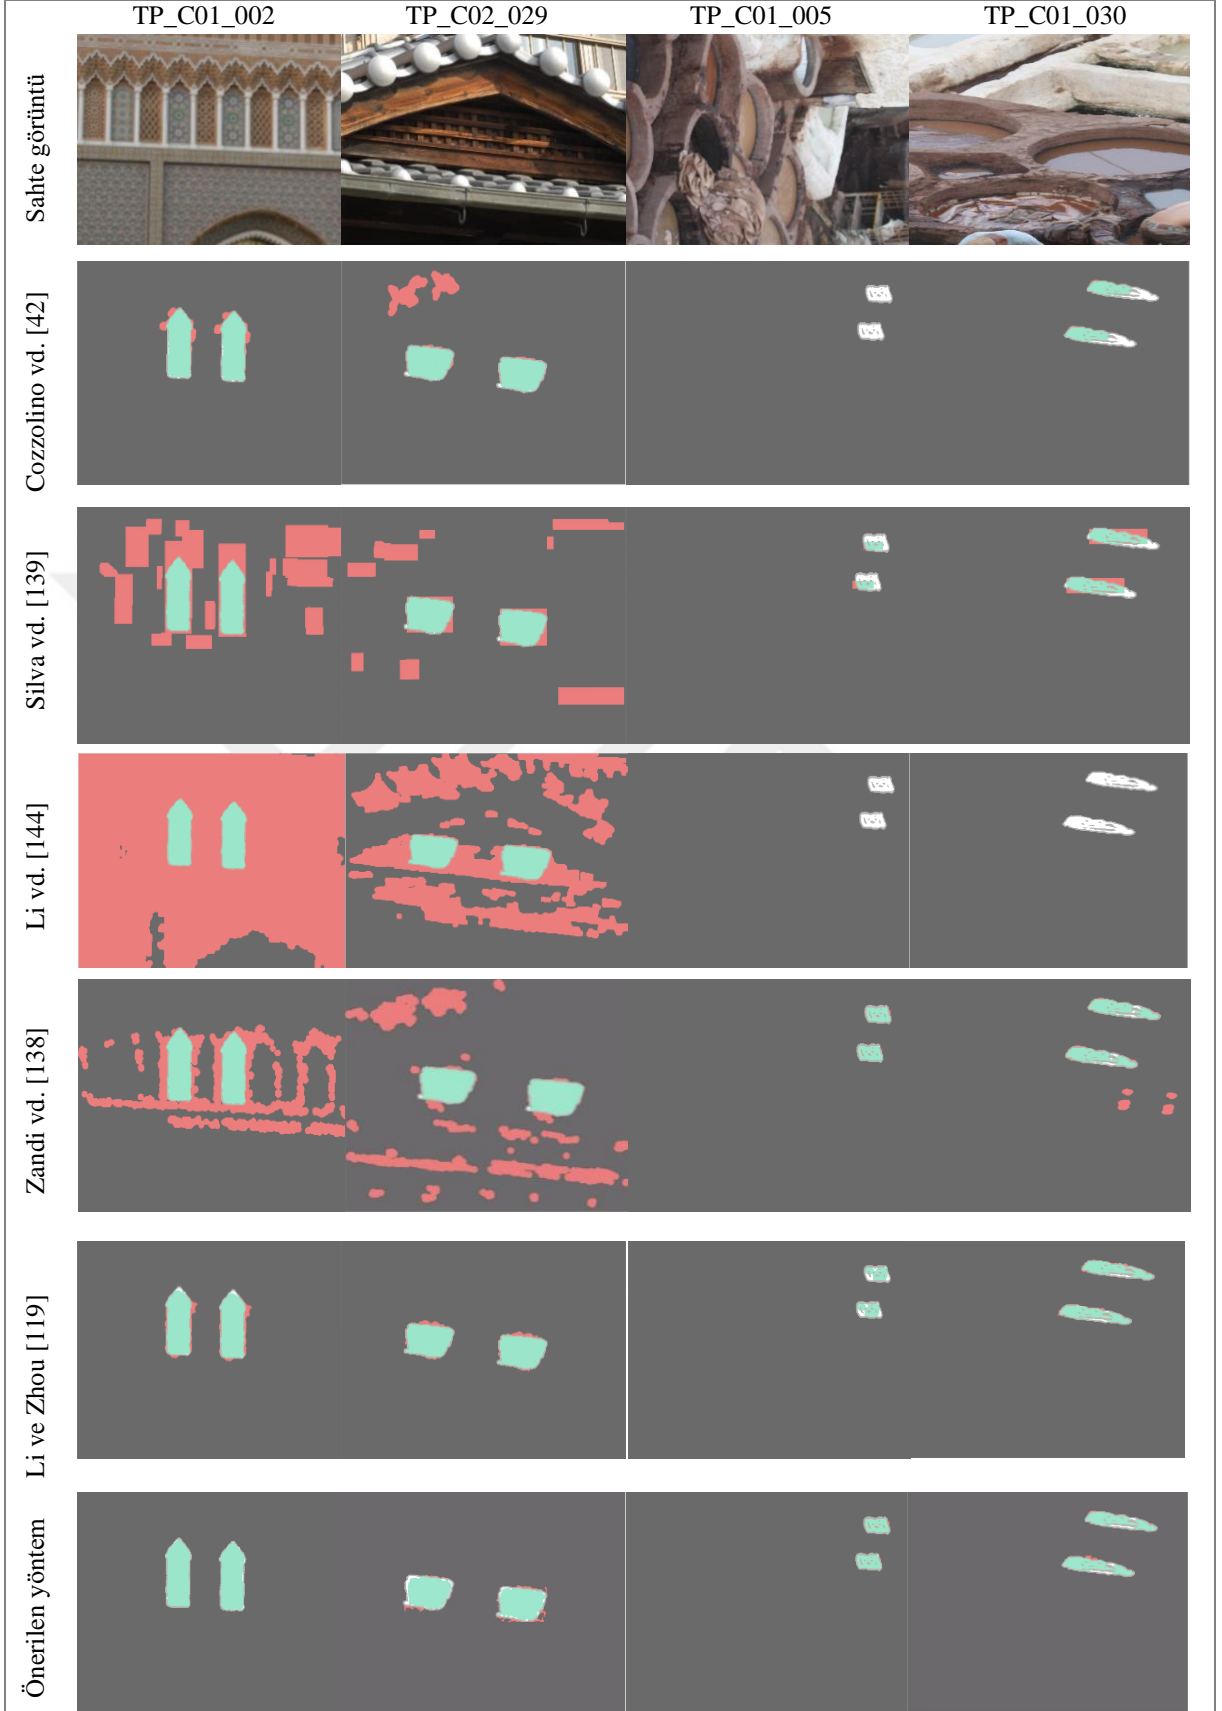 TP_C01_002 TP_C02_029 TP_C01_005 TP_C01_030
Sahte görüntü
Cozzolino vd. [42]
Silva vd. [139]
Li vd. [144]
Zandi vd. [138]
Li ve Zhou [119]
Önerilen yöntem